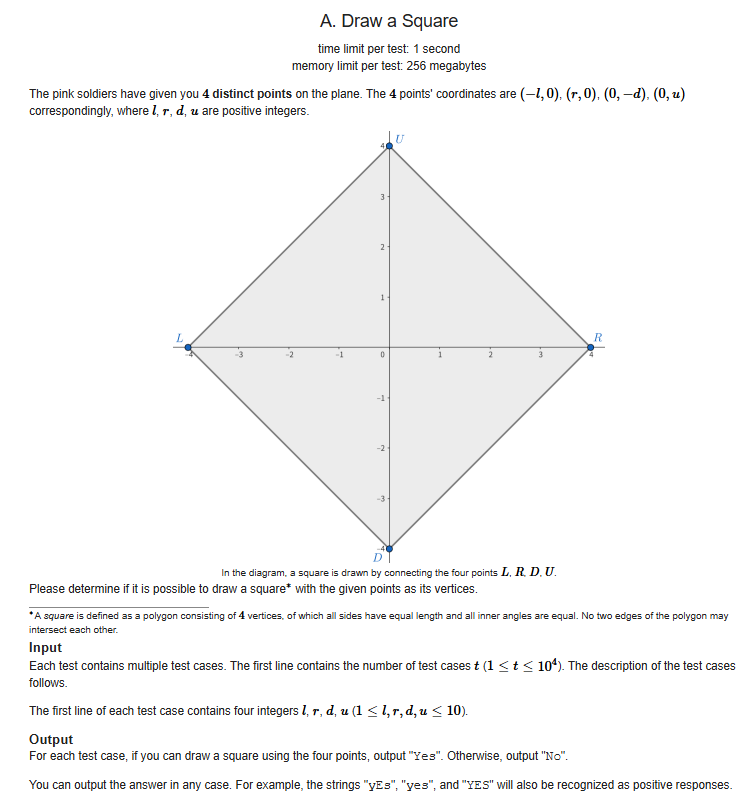 A. Draw a Square
time limit per test: 1 second
memory limit per test: 256 megabytes
The pink soldiers have given you 4 distinct points on the plane. The 4 points' coordinates are (−l, 0), (r, 0), (0, −d), (0, u)
correspondingly, where l, r, d, u are positive integers.
U
4
3
2
1
L
R
-4
-3
-2
-1
0
1
2
3
4
-1
-2
-3
-4
D
In the diagram, a square is drawn by connecting the four points L, R, D, U.
Please determine if it is possible to draw a square* with the given points as its vertices.
*A square is defined as a polygon consisting of 4 vertices, of which all sides have equal length and all inner angles are equal. No two edges of the polygon may
intersect each other.
Input
Each test contains multiple test cases. The first line contains the number of test cases t (1 ≤ t ≤ 10⁴). The description of the test cases
follows.
The first line of each test case contains four integers l, r, d, u (1 ≤ l, r, d, u ≤ 10).
Output
For each test case, if you can draw a square using the four points, output "Yes". Otherwise, output "No".
You can output the answer in any case. For example, the strings "yEs", "yes", and "YES" will also be recognized as positive responses.